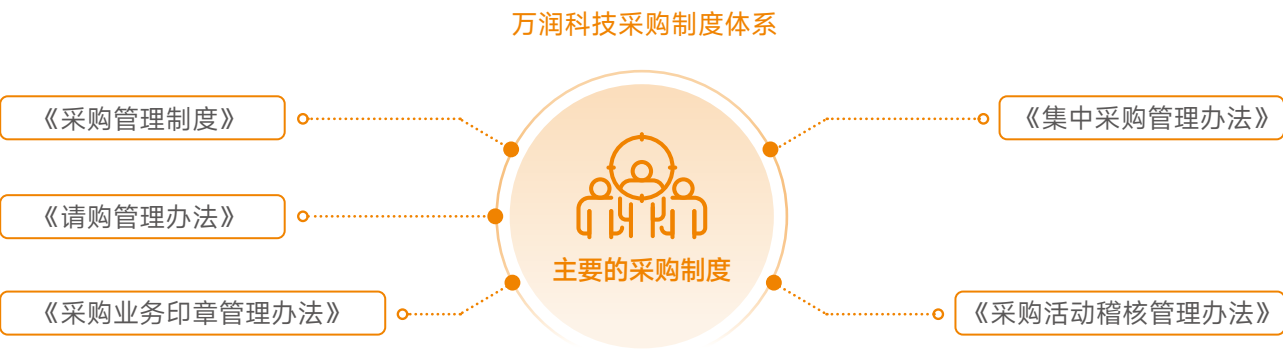 万润科技采购制度体系
《采购管理制度》
《请购管理办法》
《采购业务印章管理办法》
主要的采购制度
《集中采购管理办法》
《采购活动稽核管理办法》